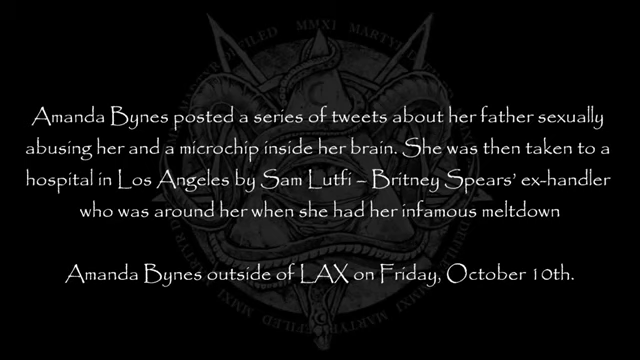 Amanda Bynes posted a series of tweets about her father sexually
abusing her and a microchip inside her brain. She was then taken to a
hospital in Los Angeles by Sam Lutfi – Britney Spears' ex-handler
who was around her when she had her infamous meltdown
Amanda Bynes outside of LAX on Friday, October 10th.